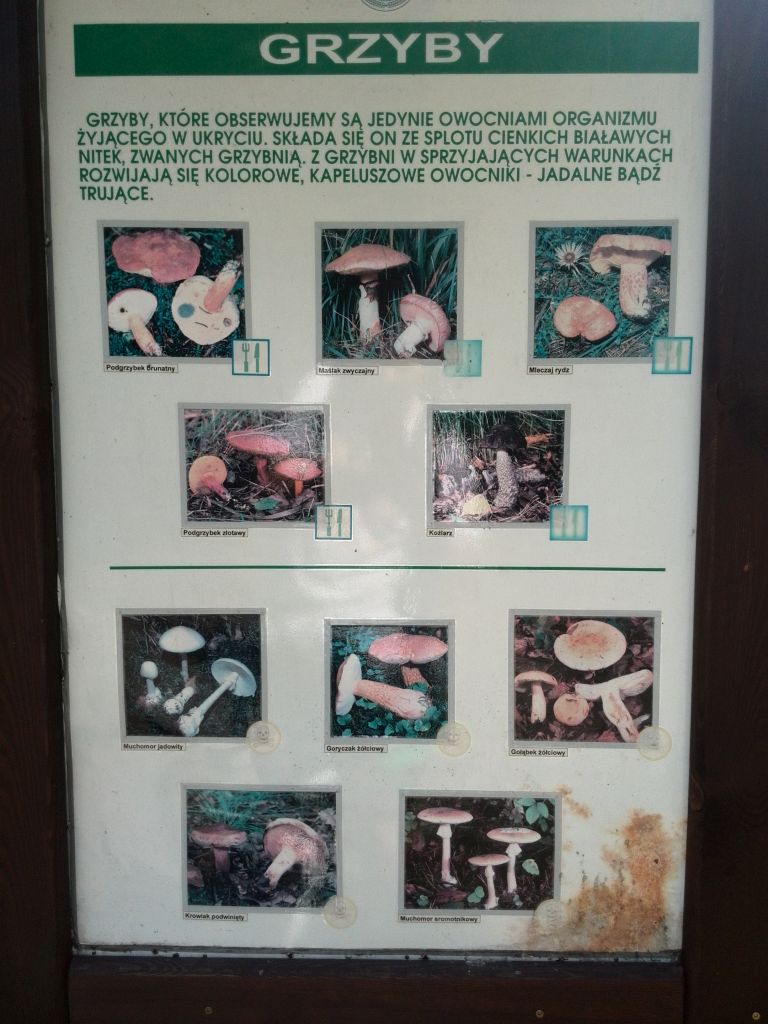 GRZYBY
GRZYBY, KTÓRE OBSERWUJEMY SĄ JEDYNIE OWOCNIAMI ORGANIZMU
ŻYJĄCEGO W UKRYCIU. SKŁADA SIĘ ON ZE SPLOTU CIENKICH BIAŁAWYCH
NITEK, ZWANYCH GRZYBNIĄ. Z GRZYBNI W SPRZYJAJĄCYCH WARUNKACH
ROZWIJAJĄ SIĘ KOLOROWE, KAPELUSZOWE OWOCNIKI - JADALNE BĄDŹ
TRUJĄCE.
Podgrzybek brunatny
Maślak zwyczajny
Mleczaj rydz
Podgrzybek złotawy
Koźlarz
Muchomor jadowity
Goryczak żółciowy
Gołąbek żółciowy
Krowiak podwinięty
Muchomor sromotnikowy